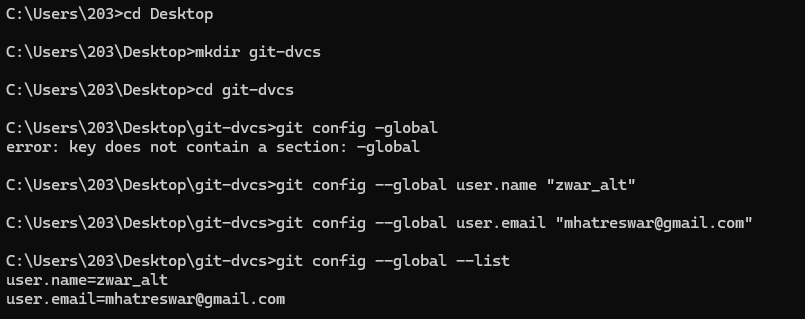 C:\Users\203>cd Desktop
C:\Users\203\Desktop>mkdir git-dvcs
C:\Users\203\Desktop>cd git-dvcs
C:\Users\203\Desktop\git-dvcs>git config -global
error: key does not contain a section: -global
C:\Users\203\Desktop\git-dvcs>git config --global user.name "zwar_alt"
C:\Users\203\Desktop\git-dvcs>git config --global user.email "mhatreswar@gmail.com"
C:\Users\203\Desktop\git-dvcs>git config --global --list
user.name=zwar_alt
user.email=mhatreswar@gmail.com